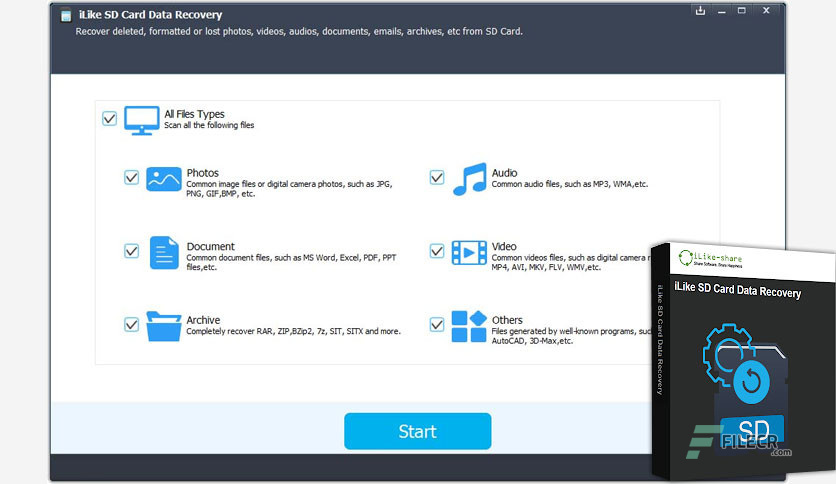 iLike SD Card Data Recovery
Recover deleted, formatted or lost photos, videos, audios, documents, emails, archives, etc from SD Card.
All Files Types
Scan all the following files
Photos
Common image files or digital camera photos, such as JPG,
PNG, GIF,BMP, etc.
Audio
Common audio files, such as MP3, WMA,etc.
Document
Common document files, such as MS Word, Excel, PDF, PPT
files,etc.
Video
Common videos files, such as digital camera
MP4, AVI, MKV, FLV, WMV,etc.
Archive
Completely recover RAR, ZIP,BZip2, 7z, SIT, SITX and more.
Others
Files generated by well-known programs,
AutoCAD, 3D-Max,etc.
Start
iLike-share
Share Software, Share Happiness
iLike SD Card Data Recovery
iLike SD Card Data Recovery
SD
FILECR
.com